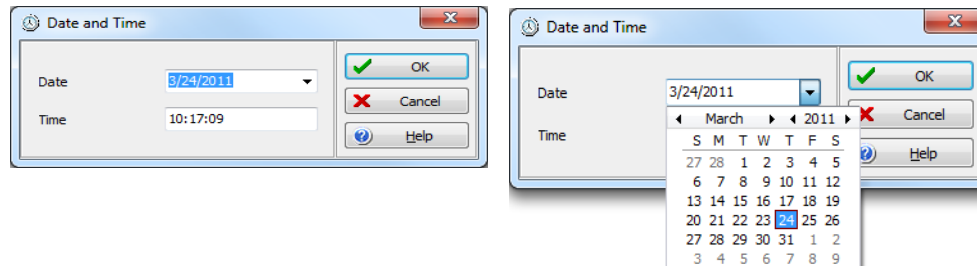 Date and Time
Date 3/24/2011
Time 10:17:09
OK
Cancel
Help
Date and Time
Date 3/24/2011
Time
OK
Cancel
Help
March 2011
S M T W T F S
27 28 1 2 3 4 5
6 7 8 9 10 11 12
13 14 15 16 17 18 19
20 21 22 23 24 25 26
27 28 29 30 31 1 2
3 4 5 6 7 8 9